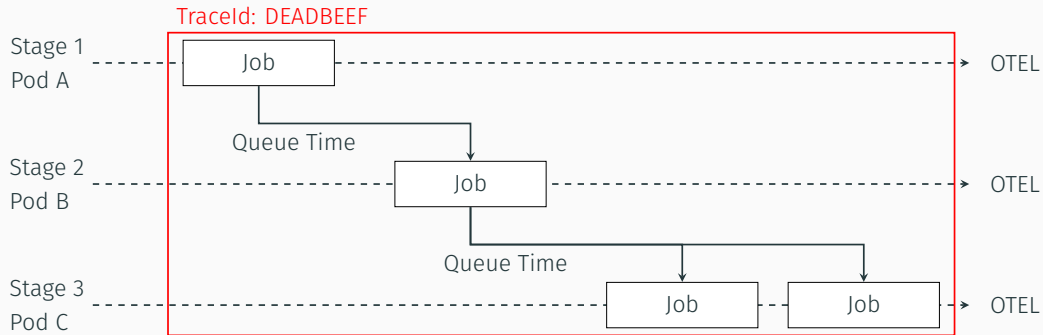 TraceId: DEADBEEF
Stage 1
Pod A
Job
OTEL
Queue Time
Stage 2
Pod B
Job
OTEL
Queue Time
Stage 3
Pod C
Job
Job
OTEL